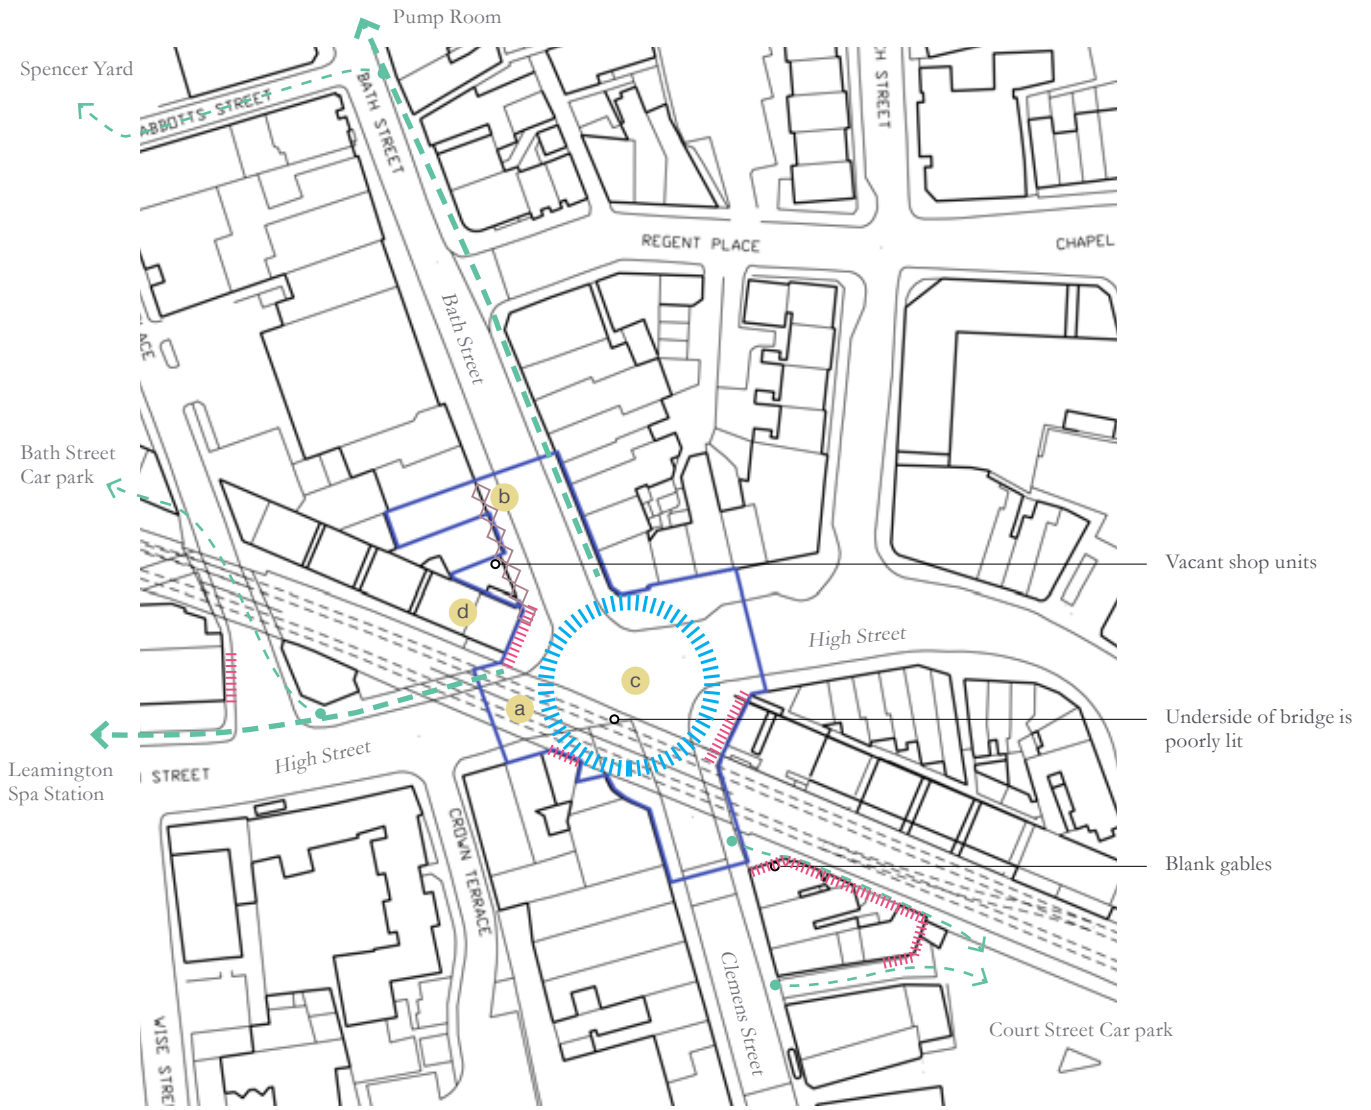 Pump Room
Spencer Yard
ABBOTTS STREET
BATH STREET
CH STREET
REGENT PLACE
CHAPEL
Bath Street
ACE
Bath Street
Car park
b
Vacant shop units
d
High Street
c
a
Underside of bridge is
poorly lit
High Street
Leamington
Spa Station
STREET
CROWN TERRACE
Blank gables
Clemens Street
Court Street Car park
WISE STRE